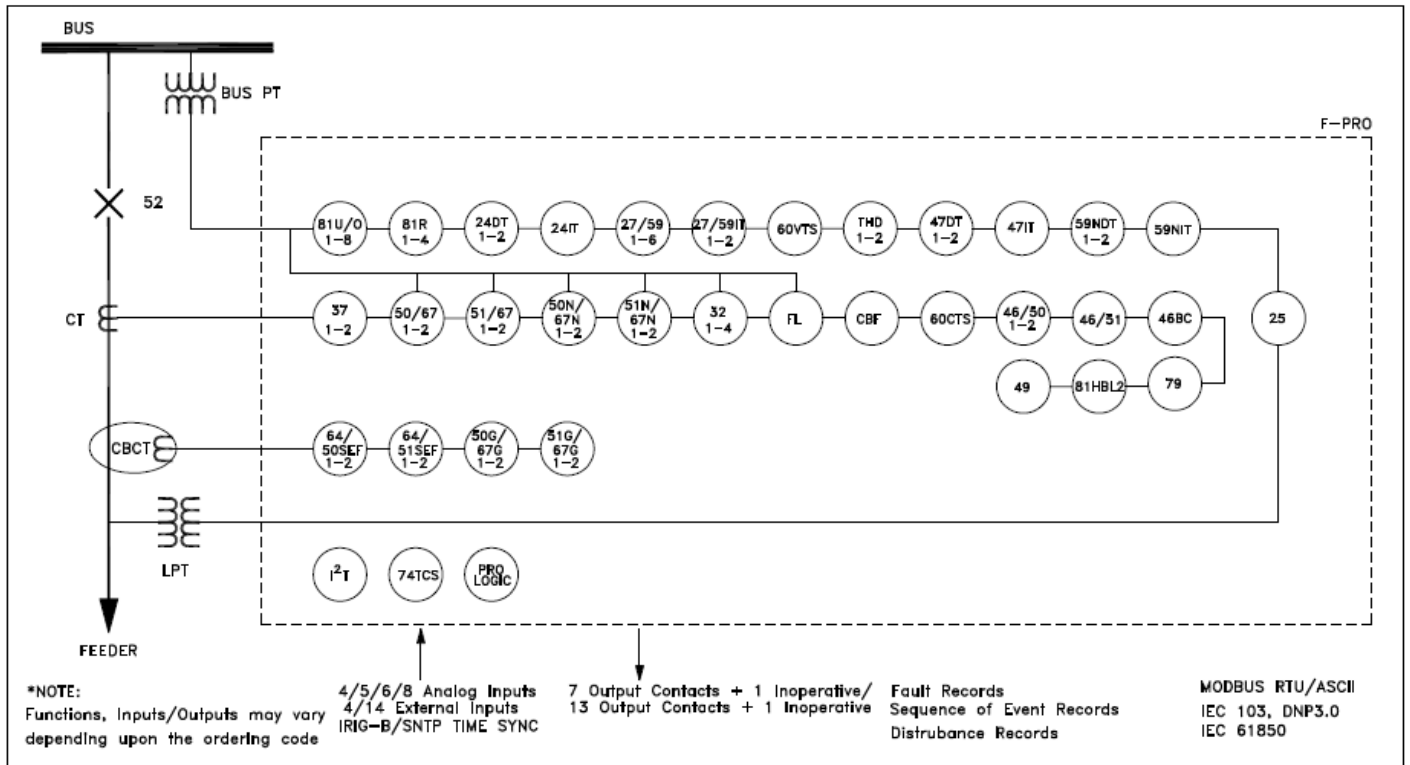 BUS
BUS PT
F-PRO
52
81U/O
1-8
81R
1-4
24DT
1-2
24IT
27/59
1-6
27/59IT
1-2
60VTS
THD
1-2
47DT
1-2
47IT
59NDT
1-2
59NIT
CT
37
1-2
50/67
1-2
51/67
1-2
50N/
67N
1-2
51N/
67N
1-2
32
1-4
FL
CBF
60CTS
46/50
1-2
46/51
46BC
25
49
81HBL2
79
CBCT
64/
50SEF
1-2
64/
51SEF
1-2
50G/
67G
1-2
51G/
67G
1-2
LPT
I²T
74TCS
PRO
LOGIC
FEEDER
*NOTE:
Functions, Inputs/Outputs may vary
depending upon the ordering code
4/5/6/8 Analog Inputs
4/14 External Inputs
IRIG-B/SNTP TIME SYNC
7 Output Contacts + 1 Inoperative/
13 Output Contacts + 1 Inoperative
Fault Records
Sequence of Event Records
Distrubance Records
MODBUS RTU/ASCII
IEC 103, DNP3.0
IEC 61850